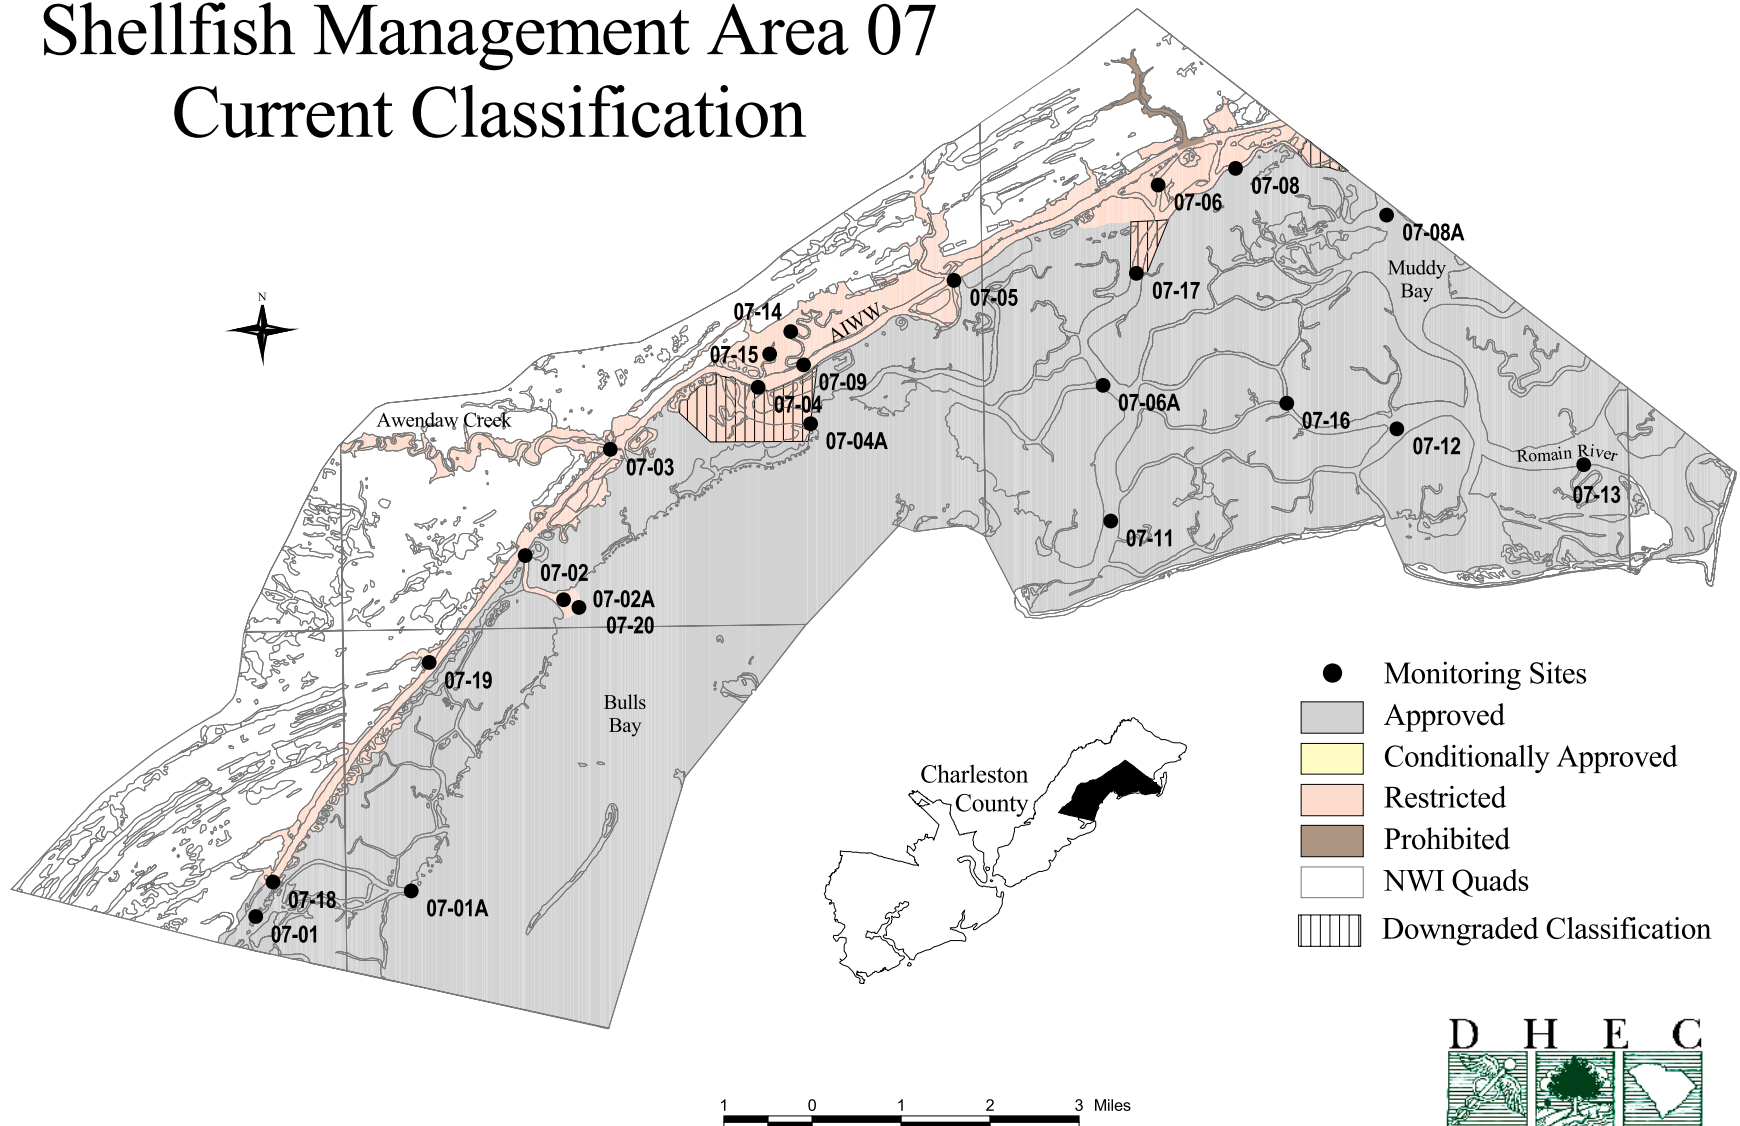 Shellfish Management Area 07
Current Classification
N
07-08
07-06
07-08A
Muddy
Bay
07-17
07-05
07-14
AIWW
07-15
07-09
07-04
07-06A
07-16
Awendaw Creek
07-04A
07-12
Romain River
07-03
07-13
07-11
07-02
07-02A
07-20
07-19
Bulls
Bay
07-18
07-01A
07-01
Charleston
County
Monitoring Sites
Approved
Conditionally Approved
Restricted
Prohibited
NWI Quads
Downgraded Classification
D H E C
1 0 1 2 3 Miles